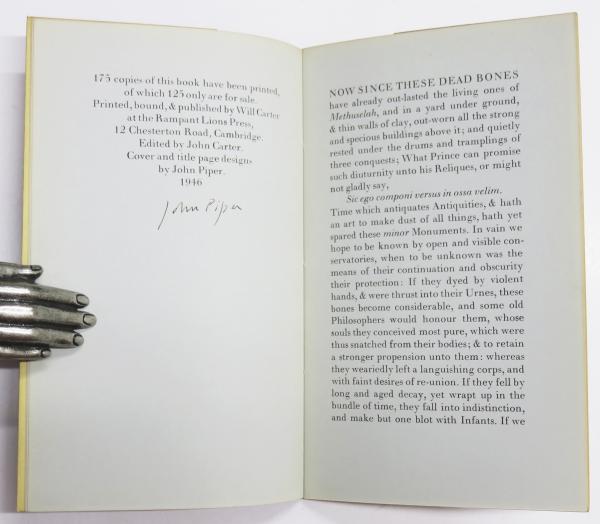 175 copies of this book have been printed,
of which 125 only are for sale.
Printed, bound, & published by Will Carter
at the Rampant Lions Press,
12 Chesterton Road, Cambridge.
Edited by John Carter.
Cover and title page designs
by John Piper.
1946
John Piper
NOW SINCE THESE DEAD BONES
have already out-lasted the living ones of
Methuselah, and in a yard under ground,
& thin walls of clay, out-worn all the strong
and specious buildings above it; and quietly
rested under the drums and tramplings of
three conquests; What Prince can promise
such diuturnity unto his Reliques, or might
not gladly say,
Sic ego componi versus in ossa velim.
Time which antiquates Antiquities, & hath
an art to make dust of all things, hath yet
spared these minor Monuments. In vain we
hope to be known by open and visible con-
servatories, when to be unknown was the
means of their continuation and obscurity
their protection: If they dyed by violent
hands, & were thrust into their Urnes, these
bones become considerable, and some old
Philosophers would honour them, whose
souls they conceived most pure, which were
thus snatched from their bodies; & to retain
a stronger propension unto them: whereas
they weariedly left a languishing corps, and
with faint desires of re-union. If they fell by
long and aged decay, yet wrapt up in the
bundle of time, they fall into indistinction,
and make but one blot with Infants. If we